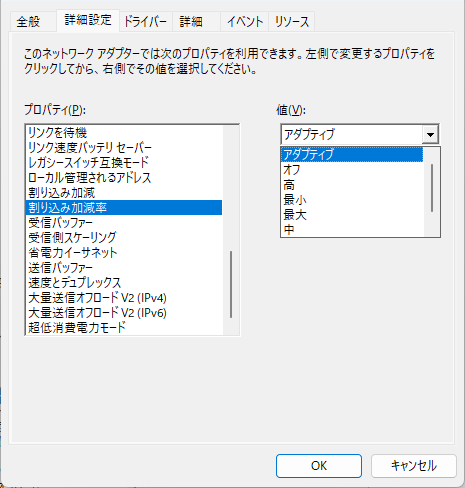 全般
詳細設定
ドライバー
詳細
イベント
リソース
このネットワーク アダプターでは次のプロパティを利用できます。左側で変更するプロパティを
クリックしてから、右側でその値を選択してください。
プロパティ(P):
値(V):
リンクを待機
リンク速度バッテリ セーバー
レガシースイッチ互換モード
ローカル管理されるアドレス
割り込み加減
割り込み加減率
受信バッファー
受信側スケーリング
省電力イーサネット
送信バッファー
速度とデュプレックス
大量送信オフロード V2 (IPv4)
大量送信オフロード V2 (IPv6)
超低消費電力モード
アダプティブ
アダプティブ
オフ
高
最小
最大
中
OK
キャンセル